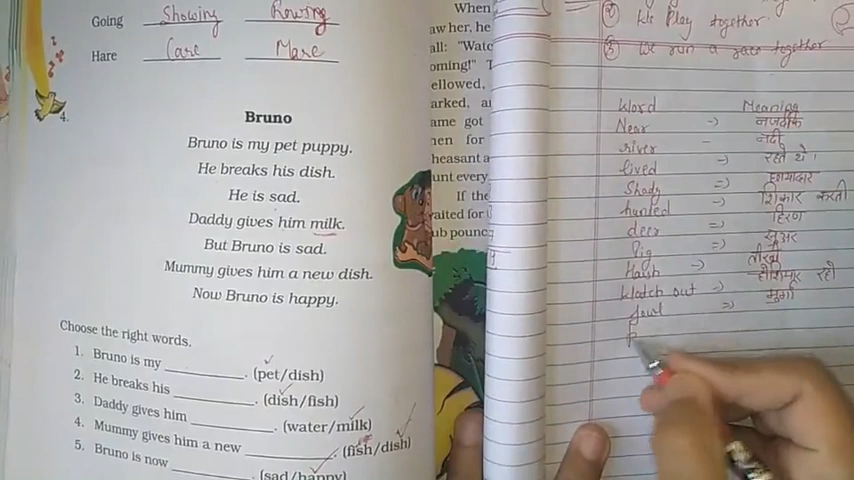 Going Showing Rowing
Hare Care Mare
4.
Bruno
Bruno is my pet puppy.
He breaks his dish.
He is sad.
Daddy gives him milk.
But Bruno is sad.
Mummy gives him a new dish.
Now Bruno is happy.
Choose the right words.
1. Bruno is my (pet/dish)
2. He breaks his (dish/fish)
3. Daddy gives him (water/milk)
4. Mummy gives him a new (fish/dish)
5. Bruno is now (sad/happy)
When
aw her, he
all: "Watc
oming!" T
ellowed,
arked, a
ame got
hen for
heasant a
unt every
If the
aited for
ub pounc
④ We Play together.
⑤ We run a race together
Word Meaning
Near -> नजदीक
river - नदी
lived -> रहते थे।
Shady => छायादार
hunted -> शिकार करती
deer => हिरण
Pig => सूअर
Harsh -> तीखी
Watch out -> होशियार रहो
fowl => मुर्गा